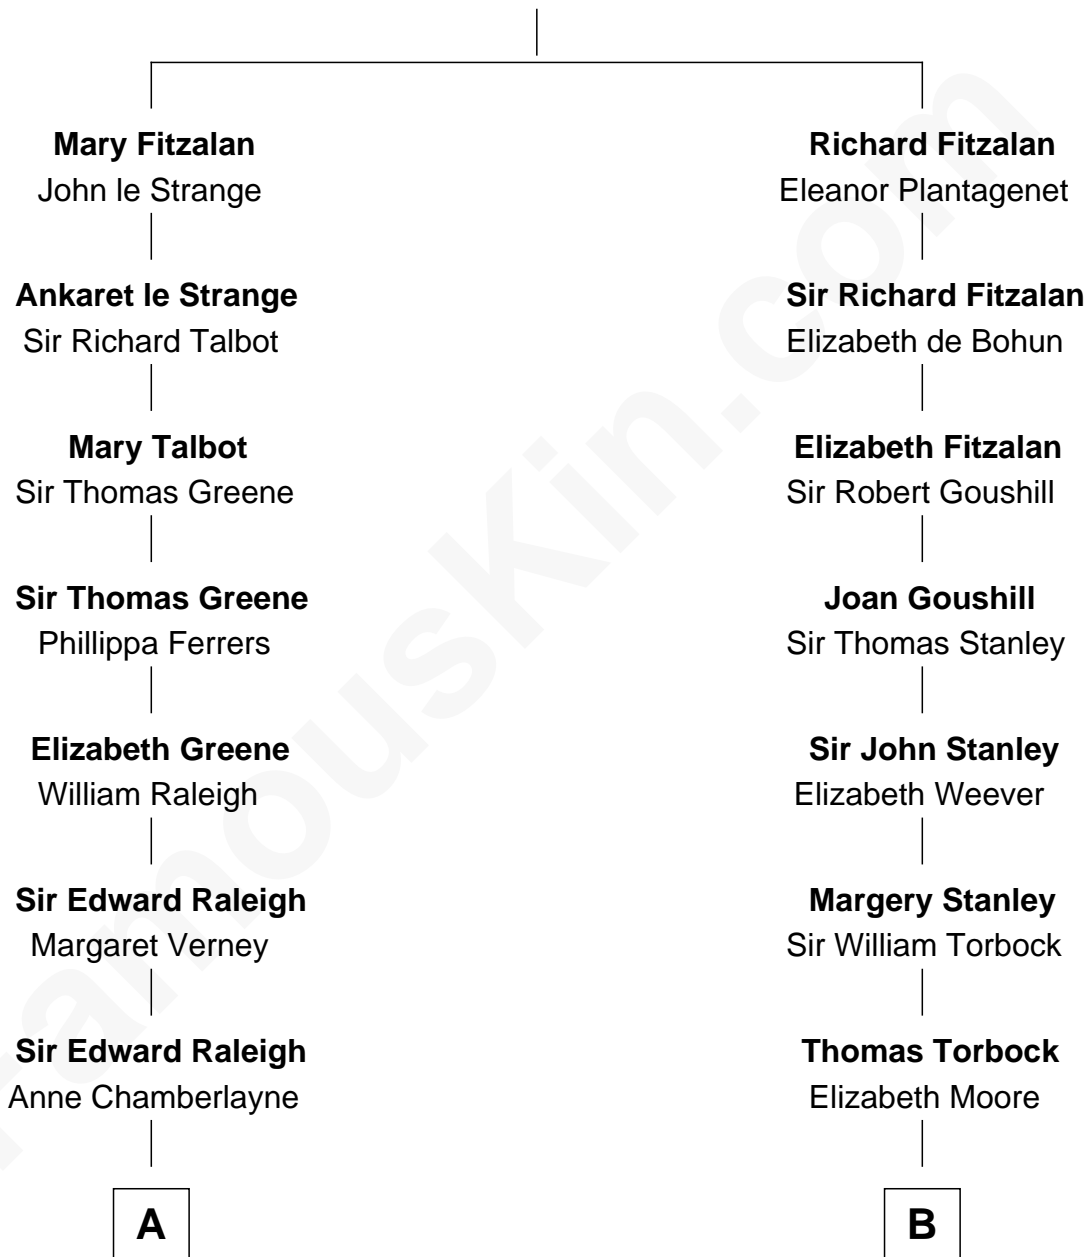 Mary Fitzalan
John le Strange
Richard Fitzalan
Eleanor Plantagenet
Ankaret le Strange
Sir Richard Talbot
Sir Richard Fitzalan
Elizabeth de Bohun
Mary Talbot
Sir Thomas Greene
Elizabeth Fitzalan
Sir Robert Goushill
Sir Thomas Greene
Phillippa Ferrers
Joan Goushill
Sir Thomas Stanley
Elizabeth Greene
William Raleigh
Sir John Stanley
Elizabeth Weever
Sir Edward Raleigh
Margaret Verney
Margery Stanley
Sir William Torbock
Sir Edward Raleigh
Anne Chamberlayne
Thomas Torbock
Elizabeth Moore
A
B
FamousKin.com